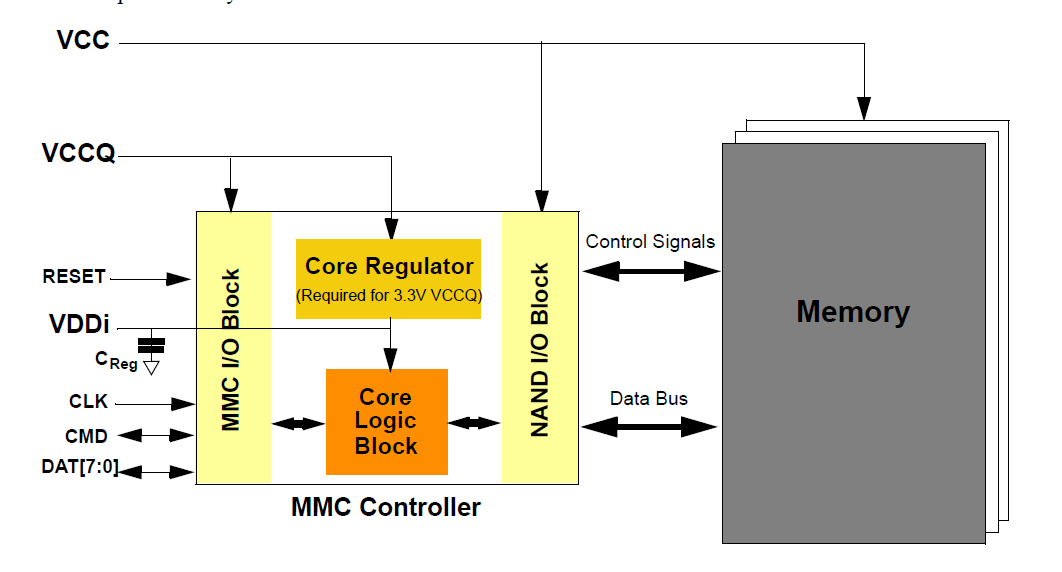 VCC
VCCQ
RESET
VDDi
CReg
CLK
CMD
DAT[7:0]
MMC I/O Block
Core Regulator
(Required for 3.3V VCCQ)
Core
Logic
Block
NAND I/O Block
MMC Controller
Control Signals
Data Bus
Memory